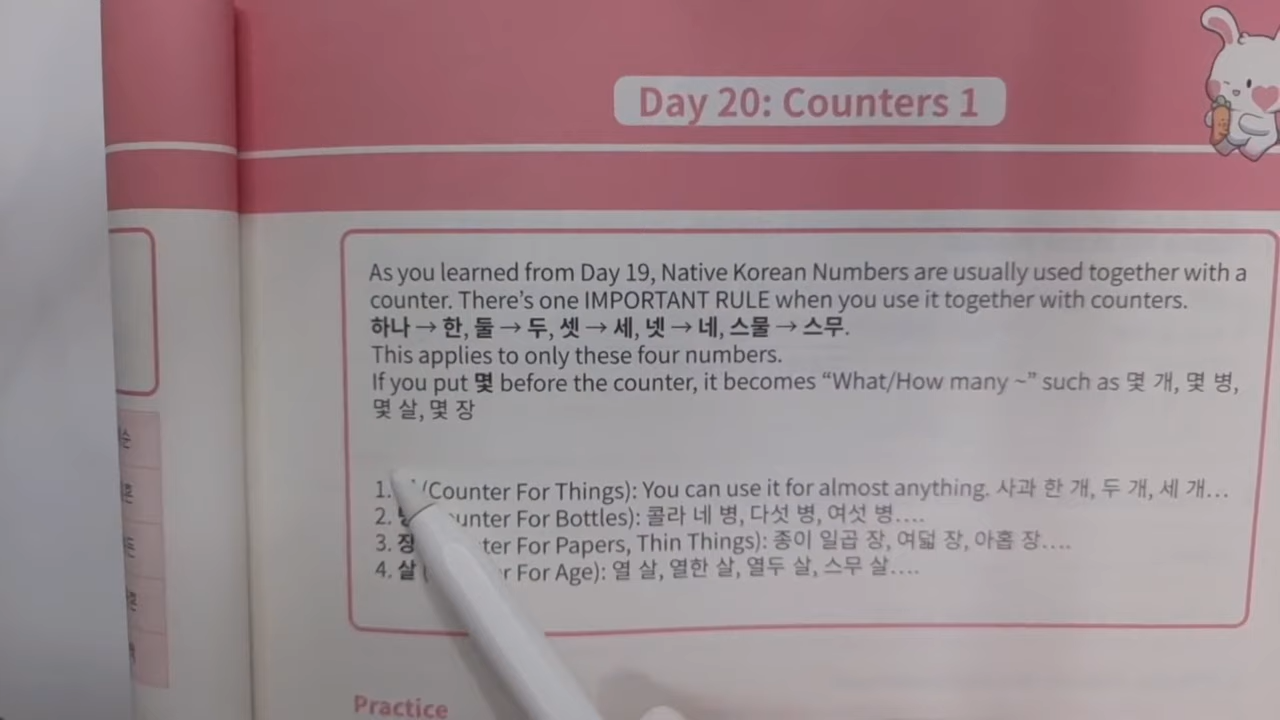 Day 20: Counters 1
As you learned from Day 19, Native Korean Numbers are usually used together with a
counter. There's one IMPORTANT RULE when you use it together with counters.
하나 → 한, 둘 → 두, 셋 → 세, 넷 → 네, 스물 → 스무.
This applies to only these four numbers.
If you put 몇 before the counter, it becomes “What/How many ~” such as 몇 개, 몇 병,
몇 살, 몇 장
1. (Counter For Things): You can use it for almost anything. 사과 한 개, 두 개, 세 개...
2. For Bottles): 콜라 네 병, 다섯 병, 여섯 병....
3. 장 For Papers, Thin Things): 종이 일곱 장, 여덟 장, 아홉 장....
4. 살 ( For Age): 열 살, 열한 살, 열두 살, 스무 살....
Practice